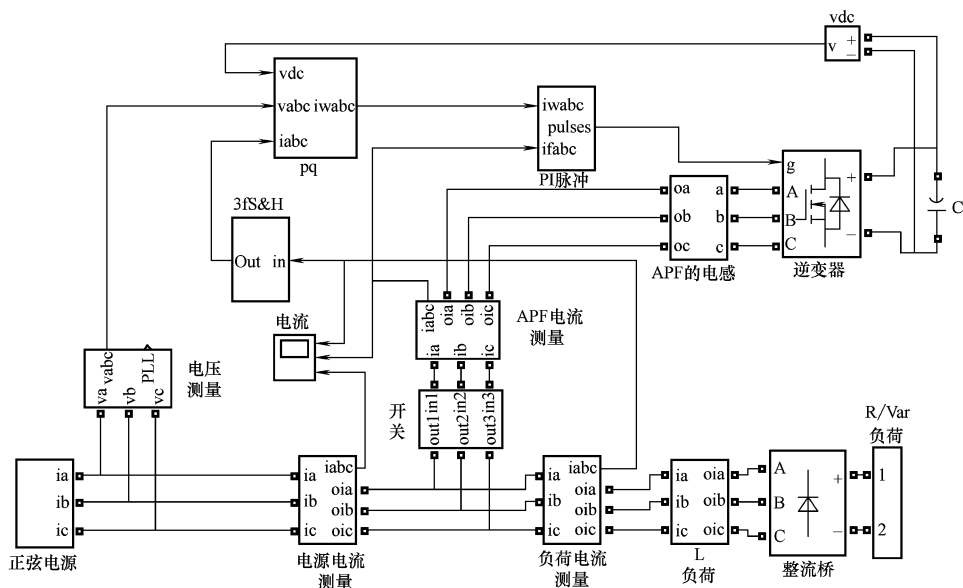 vdc
v + −
vdc
vabc iwabc
iabc
pq
iwabc
pulses
ifabc
PI脉冲
g
A
B
C
+
−
逆变器
C
oa a
ob b
oc c
APF的电感
3fS&H
Out in
电流
iabc oia oib oic
ia ib ic
APF电流
测量
vabc PLL
va vb vc
电压
测量
开
关
in1 in2 in3
out1 out2 out3
R/Var
负荷
ia
ib
ic
正弦电源
iabc
ia oia
ib oib
ic oic
电源电流
测量
iabc
ia oia
ib oib
ic oic
负荷电流
测量
ia oia
ib oib
ic oic
L
负荷
A
B
C
+
−
整流桥
1
2